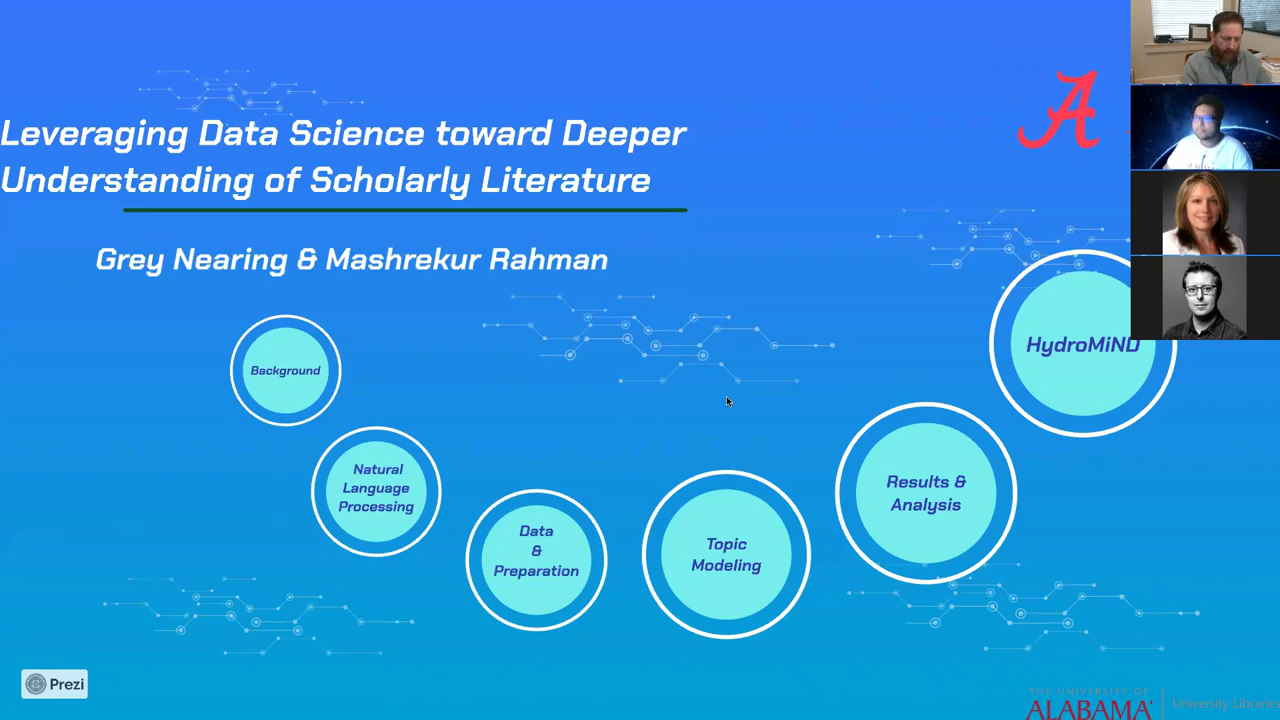 Leveraging Data Science toward Deeper
Understanding of Scholarly Literature
Grey Nearing & Mashrekur Rahman
Background
Natural
Language
Processing
Data
&
Preparation
Topic
Modeling
Results &
Analysis
HydroMiND
A
Prezi
THE UNIVERSITY OF
ALABAMA
University Libraries